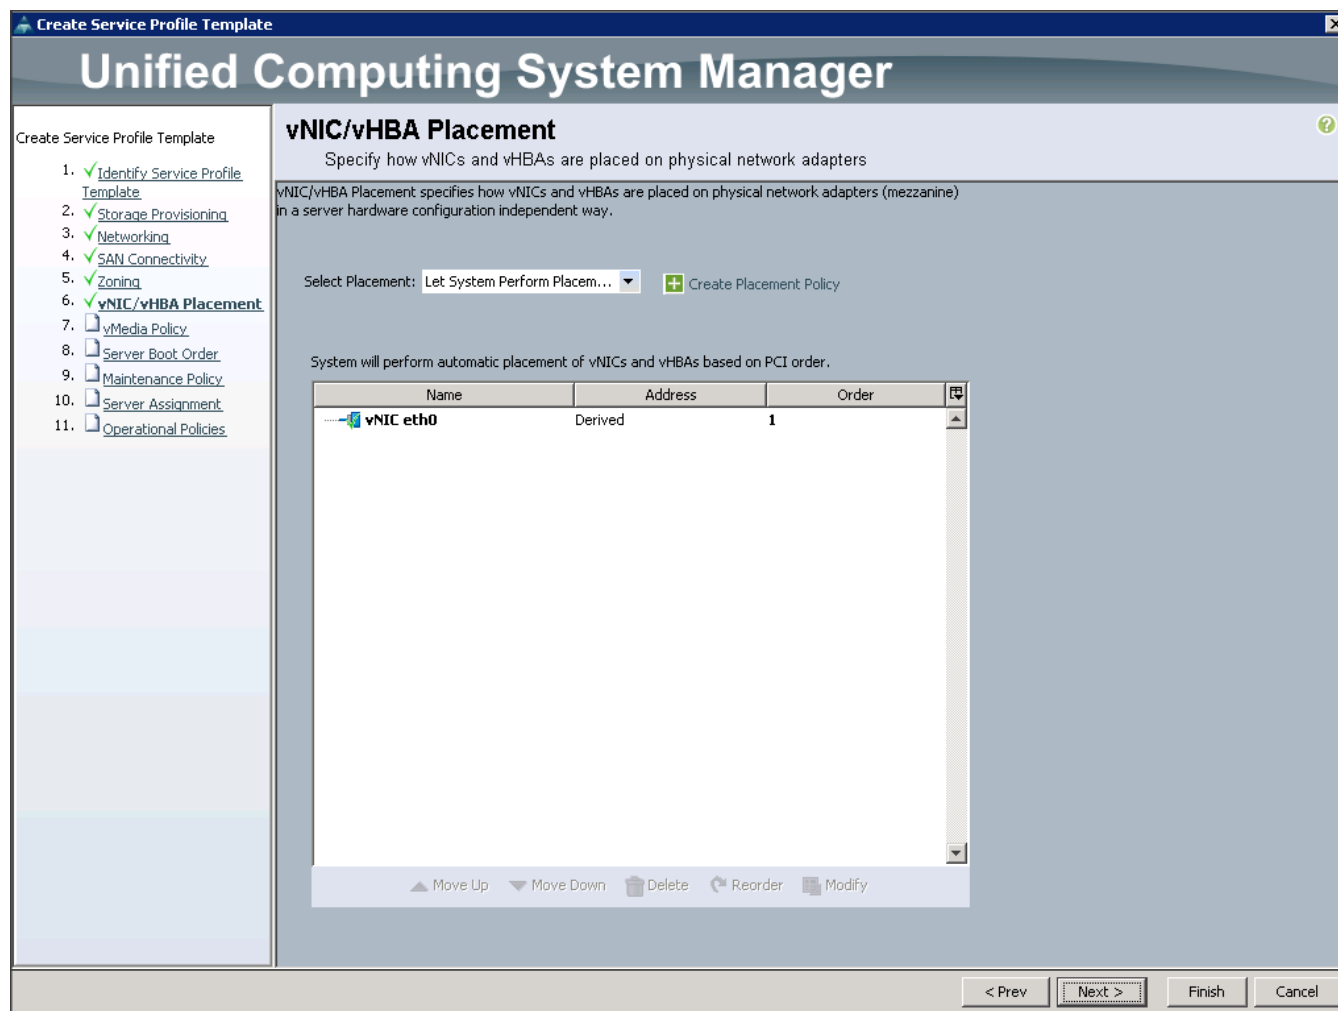 Create Service Profile Template
Unified Computing System Manager
Create Service Profile Template
1. Identify Service Profile
Template
2. Storage Provisioning
3. Networking
4. SAN Connectivity
5. Zoning
6. vNIC/vHBA Placement
7. vMedia Policy
8. Server Boot Order
9. Maintenance Policy
10. Server Assignment
11. Operational Policies
vNIC/vHBA Placement
Specify how vNICs and vHBAs are placed on physical network adapters
vNIC/vHBA Placement specifies how vNICs and vHBAs are placed on physical network adapters (mezzanine)
in a server hardware configuration independent way.
Select Placement: Let System Perform Placem... Create Placement Policy
System will perform automatic placement of vNICs and vHBAs based on PCI order.
Name Address Order
vNIC eth0 Derived 1
Move Up Move Down Delete Reorder Modify
< Prev Next > Finish Cancel